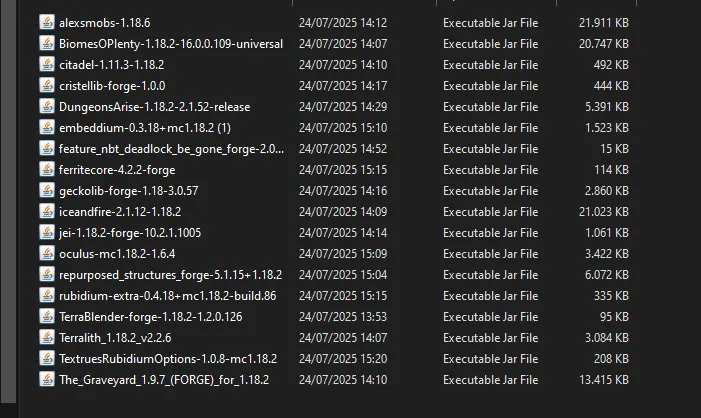 alexsmobs-1.18.6 24/07/2025 14:12 Executable Jar File 21.911 KB
BiomesOPlenty-1.18.2-16.0.0.109-universal 24/07/2025 14:07 Executable Jar File 20.747 KB
citadel-1.11.3-1.18.2 24/07/2025 14:10 Executable Jar File 492 KB
cristellib-forge-1.0.0 24/07/2025 14:17 Executable Jar File 444 KB
DungeonsArise-1.18.2-2.1.52-release 24/07/2025 14:29 Executable Jar File 5.391 KB
embeddium-0.3.18+mc1.18.2 (1) 24/07/2025 15:10 Executable Jar File 1.523 KB
feature_nbt_deadlock_be_gone_forge-2.0... 24/07/2025 14:52 Executable Jar File 15 KB
ferritecore-4.2.2-forge 24/07/2025 15:15 Executable Jar File 114 KB
geckolib-forge-1.18-3.0.57 24/07/2025 14:16 Executable Jar File 2.860 KB
iceandfire-2.1.12-1.18.2 24/07/2025 14:09 Executable Jar File 21.023 KB
jei-1.18.2-forge-10.2.1.1005 24/07/2025 14:14 Executable Jar File 1.061 KB
oculus-mc1.18.2-1.6.4 24/07/2025 15:09 Executable Jar File 3.422 KB
repurposed_structures_forge-5.1.15+1.18.2 24/07/2025 15:04 Executable Jar File 6.072 KB
rubidium-extra-0.4.18+mc1.18.2-build.86 24/07/2025 15:15 Executable Jar File 335 KB
TerraBlender-forge-1.18.2-1.2.0.126 24/07/2025 13:53 Executable Jar File 95 KB
Terralith_1.18.2_v2.2.6 24/07/2025 14:07 Executable Jar File 3.084 KB
TextruesRubidiumOptions-1.0.8-mc1.18.2 24/07/2025 15:20 Executable Jar File 208 KB
The_Graveyard_1.9.7_(FORGE)_for_1.18.2 24/07/2025 14:10 Executable Jar File 13.415 KB